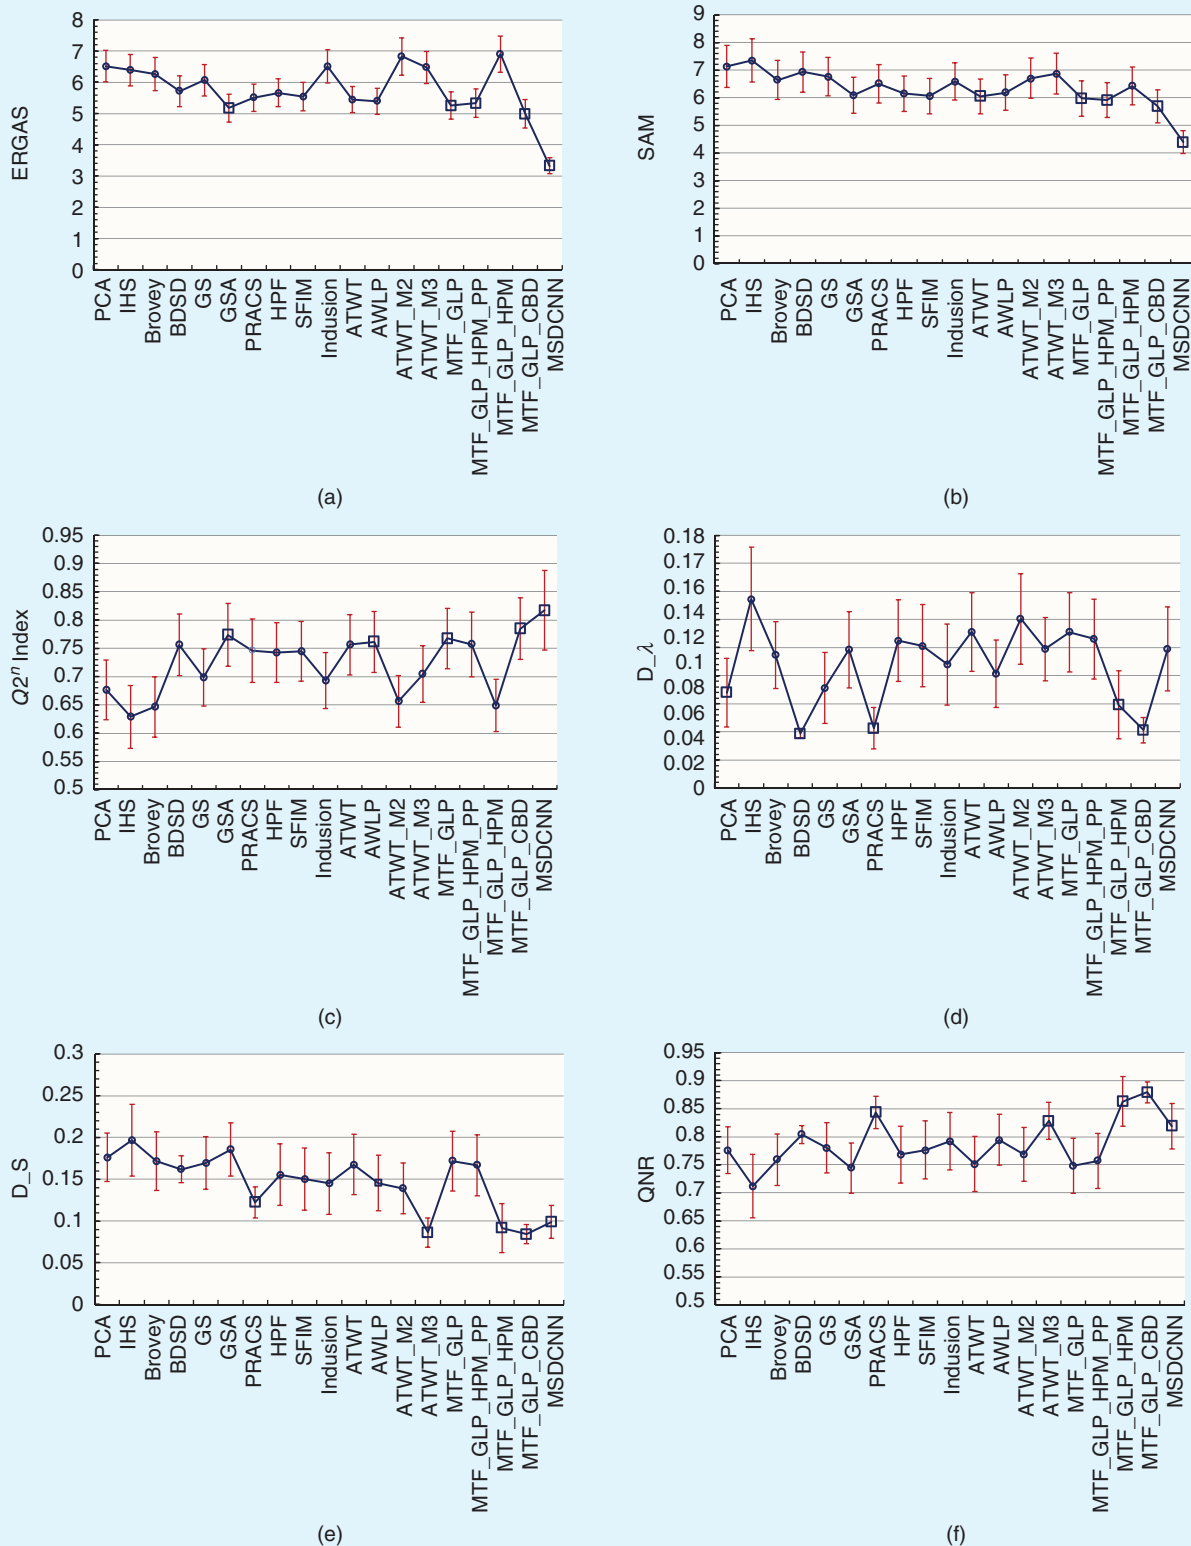 ERGAS
8
7
6
5
4
3
2
1
0
PCA
IHS
Brovey
BDSD
GS
GSA
PRACS
HPF
SFIM
Indusion
ATWT
AWLP
ATWT_M2
ATWT_M3
MTF_GLP
MTF_GLP_HPM_PP
MTF_GLP_HPM
MTF_GLP_CBD
MSDCNN
(a)
SAM
9
8
7
6
5
4
3
2
1
0
PCA
IHS
Brovey
BDSD
GS
GSA
PRACS
HPF
SFIM
Indusion
ATWT
AWLP
ATWT_M2
ATWT_M3
MTF_GLP
MTF_GLP_HPM_PP
MTF_GLP_HPM
MTF_GLP_CBD
MSDCNN
(b)
Q2ⁿ Index
0.95
0.9
0.85
0.8
0.75
0.7
0.65
0.6
0.55
0.5
PCA
IHS
Brovey
BDSD
GS
GSA
PRACS
HPF
SFIM
Indusion
ATWT
AWLP
ATWT_M2
ATWT_M3
MTF_GLP
MTF_GLP_HPM_PP
MTF_GLP_HPM
MTF_GLP_CBD
MSDCNN
(c)
D_λ
0.18
0.17
0.16
0.14
0.12
0.1
0.08
0.06
0.04
0.02
0
PCA
IHS
Brovey
BDSD
GS
GSA
PRACS
HPF
SFIM
Indusion
ATWT
AWLP
ATWT_M2
ATWT_M3
MTF_GLP
MTF_GLP_HPM_PP
MTF_GLP_HPM
MTF_GLP_CBD
MSDCNN
(d)
D_S
0.3
0.25
0.2
0.15
0.1
0.05
0
PCA
IHS
Brovey
BDSD
GS
GSA
PRACS
HPF
SFIM
Indusion
ATWT
AWLP
ATWT_M2
ATWT_M3
MTF_GLP
MTF_GLP_HPM_PP
MTF_GLP_HPM
MTF_GLP_CBD
MSDCNN
(e)
QNR
0.95
0.9
0.85
0.8
0.75
0.7
0.65
0.6
0.55
0.5
PCA
IHS
Brovey
BDSD
GS
GSA
PRACS
HPF
SFIM
Indusion
ATWT
AWLP
ATWT_M2
ATWT_M3
MTF_GLP
MTF_GLP_HPM_PP
MTF_GLP_HPM
MTF_GLP_CBD
MSDCNN
(f)